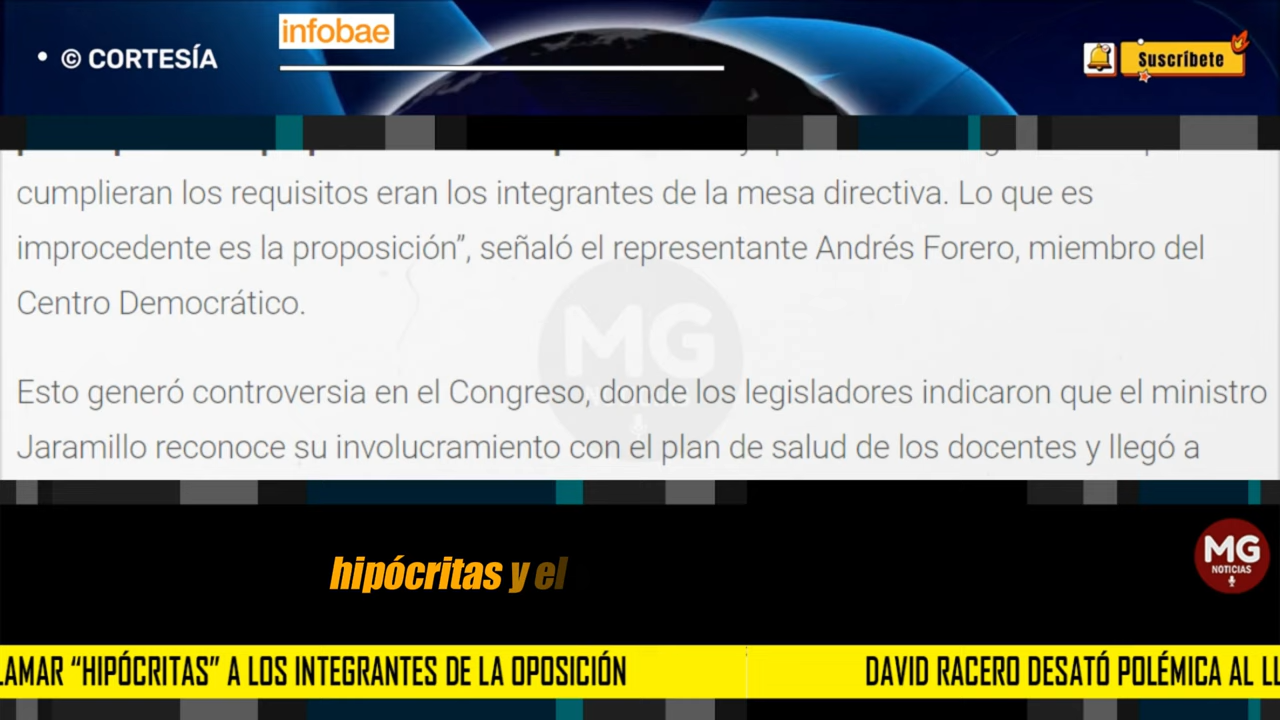 infobae
• © CORTESÍA
Suscríbete
cumplieran los requisitos eran los integrantes de la mesa directiva. Lo que es
improcedente es la proposición”, señaló el representante Andrés Forero, miembro del
Centro Democrático.
MG
Esto generó controversia en el Congreso, donde los legisladores indicaron que el ministro
Jaramillo reconoce su involucramiento con el plan de salud de los docentes y llegó a
hipócritas y el
MG
NOTICIAS
LAMAR “HIPÓCRITAS” A LOS INTEGRANTES DE LA OPOSICIÓN
DAVID RACERO DESATÓ POLÉMICA AL LL